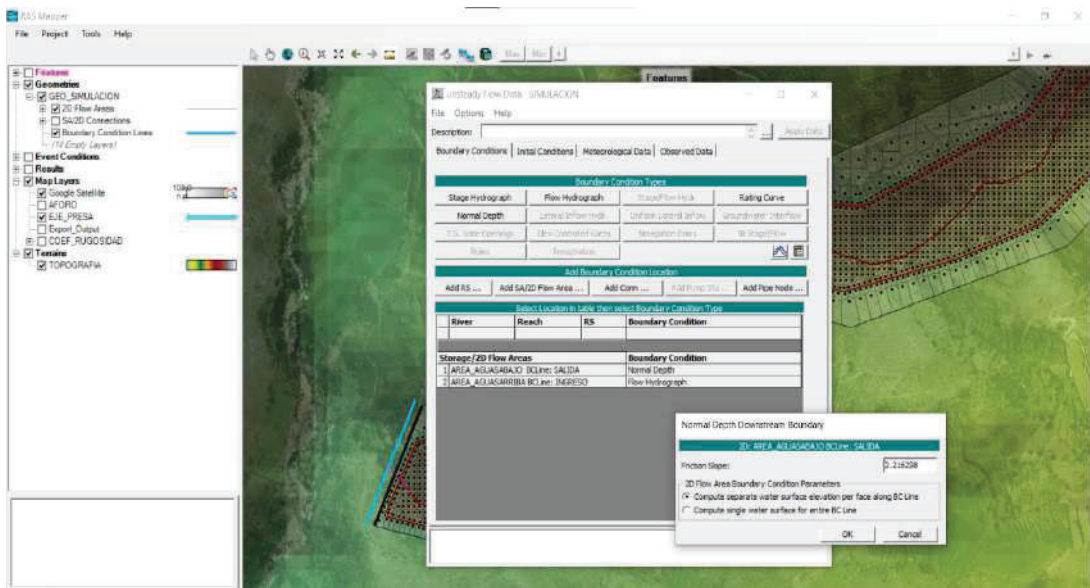 RAS Mapper
File Project Tools Help
Max Min
Features
Geometries
GEO_SIMULACION
2D Flow Areas
SA/2D Connections
Boundary Condition Lines
Event Conditions
Results
Map Layers
Google Satellite
AFORO
EJE_PRESA
Export_Output
COEF_RUGOSIDAD
Terrains
TOPOGRAFIA
Features
Unsteady Flow Data - SIMULACION
File Options Help
Description:
Apply Data
Boundary Conditions Initial Conditions Meteorological Data Observed Data
Boundary Condition Types
Stage Hydrograph Flow Hydrograph Stage/Flow Hydr. Rating Curve
Normal Depth Lateral Inflow Hydr. Uniform Lateral Inflow Groundwater Interflow
T.S. Gate Openings Elev Controlled Gates Navigation Dams IB Stage/Flow
Rules Precipitation
Add Boundary Condition Location
Add RS ... Add SA/2D Flow Area ... Add Conn ... Add Pump Sta ... Add Pipe Node ...
Select Location in table then select Boundary Condition Type
River Reach RS Boundary Condition
Storage/2D Flow Areas Boundary Condition
1 AREA_AGUASABAJO BCLine: SALIDA Normal Depth
2 AREA_AGUASARRIBA BCLine: INGRESO Flow Hydrograph
Normal Depth Downstream Boundary
2D: AREA_AGUASABAJO BCLine: SALIDA
Friction Slope:
2D Flow Area Boundary Condition Parameters
Compute separate water surface elevation per face along BC Line
Compute single water surface for entire BC Line
OK Cancel